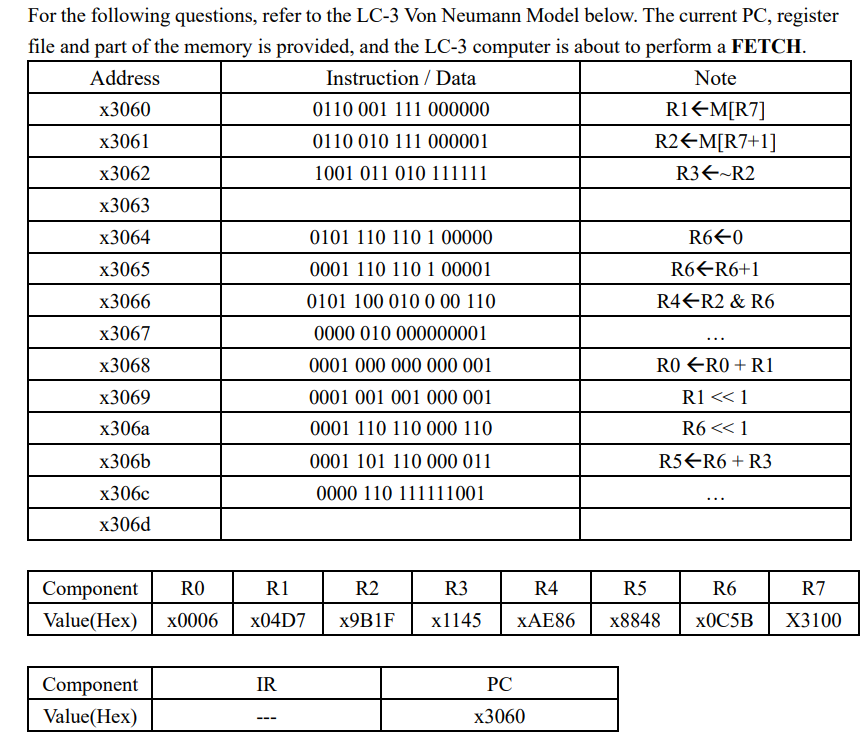 For the following questions, refer to the LC-3 Von Neumann Model below. The current PC, register
file and part of the memory is provided, and the LC-3 computer is about to perform a FETCH.
Address Instruction / Data Note
x3060 0110 001 111 000000 R1←M[R7]
x3061 0110 010 111 000001 R2←M[R7+1]
x3062 1001 011 010 111111 R3←~R2
x3063
x3064 0101 110 110 1 00000 R6←0
x3065 0001 110 110 1 00001 R6←R6+1
x3066 0101 100 010 0 00 110 R4←R2 & R6
x3067 0000 010 000000001 …
x3068 0001 000 000 000 001 R0 ←R0 + R1
x3069 0001 001 001 000 001 R1 << 1
x306a 0001 110 110 000 110 R6 << 1
x306b 0001 101 110 000 011 R5←R6 + R3
x306c 0000 110 111111001 …
x306d
Component R0 R1 R2 R3 R4 R5 R6 R7
Value(Hex) x0006 x04D7 x9B1F x1145 xAE86 x8848 x0C5B X3100
Component IR PC
Value(Hex) --- x3060